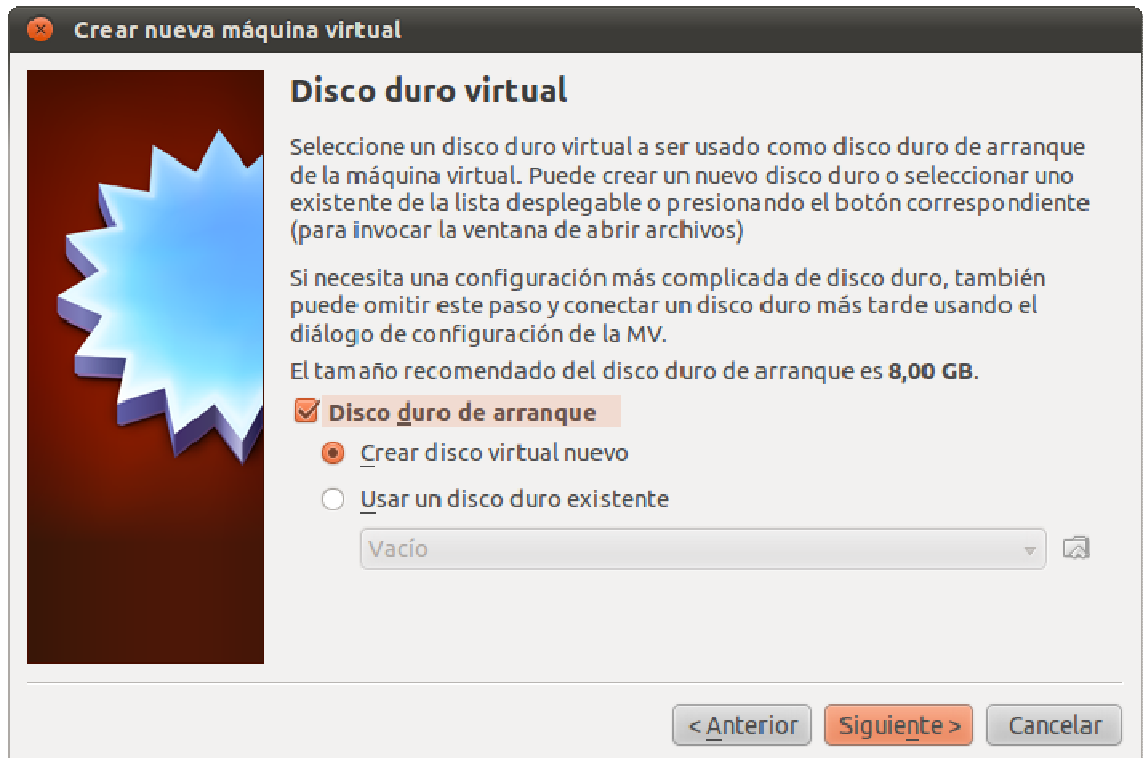 Crear nueva máquina virtual
Disco duro virtual
Seleccione un disco duro virtual a ser usado como disco duro de arranque
de la máquina virtual. Puede crear un nuevo disco duro o seleccionar uno
existente de la lista desplegable o presionando el botón correspondiente
(para invocar la ventana de abrir archivos)
Si necesita una configuración más complicada de disco duro, también
puede omitir este paso y conectar un disco duro más tarde usando el
diálogo de configuración de la MV.
El tamaño recomendado del disco duro de arranque es 8,00 GB.
Disco duro de arranque
Crear disco virtual nuevo
Usar un disco duro existente
Vacío
< Anterior
Siguiente >
Cancelar